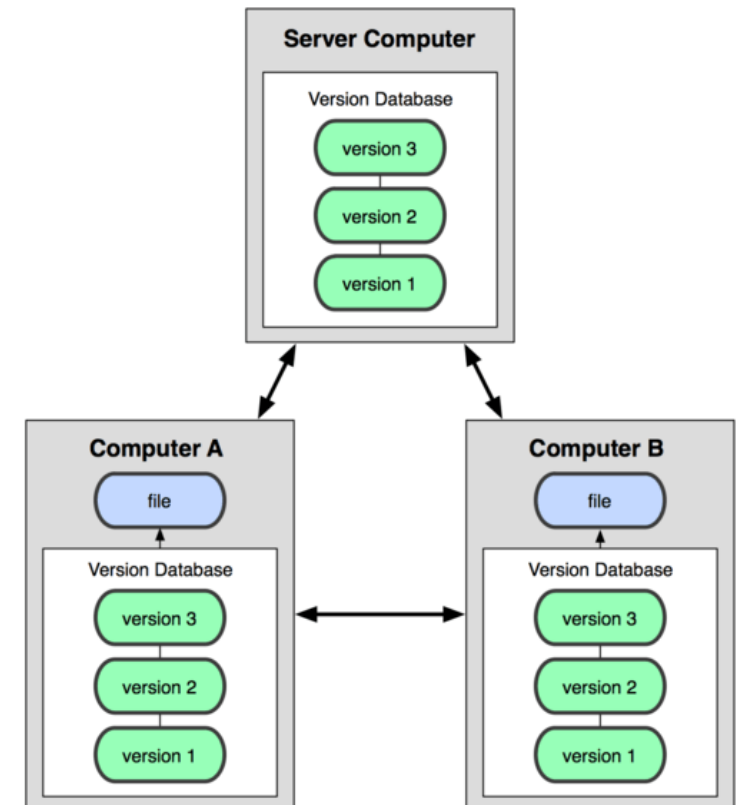 Server Computer
Version Database
version 3
version 2
version 1
Computer A
file
Version Database
version 3
version 2
version 1
Computer B
file
Version Database
version 3
version 2
version 1